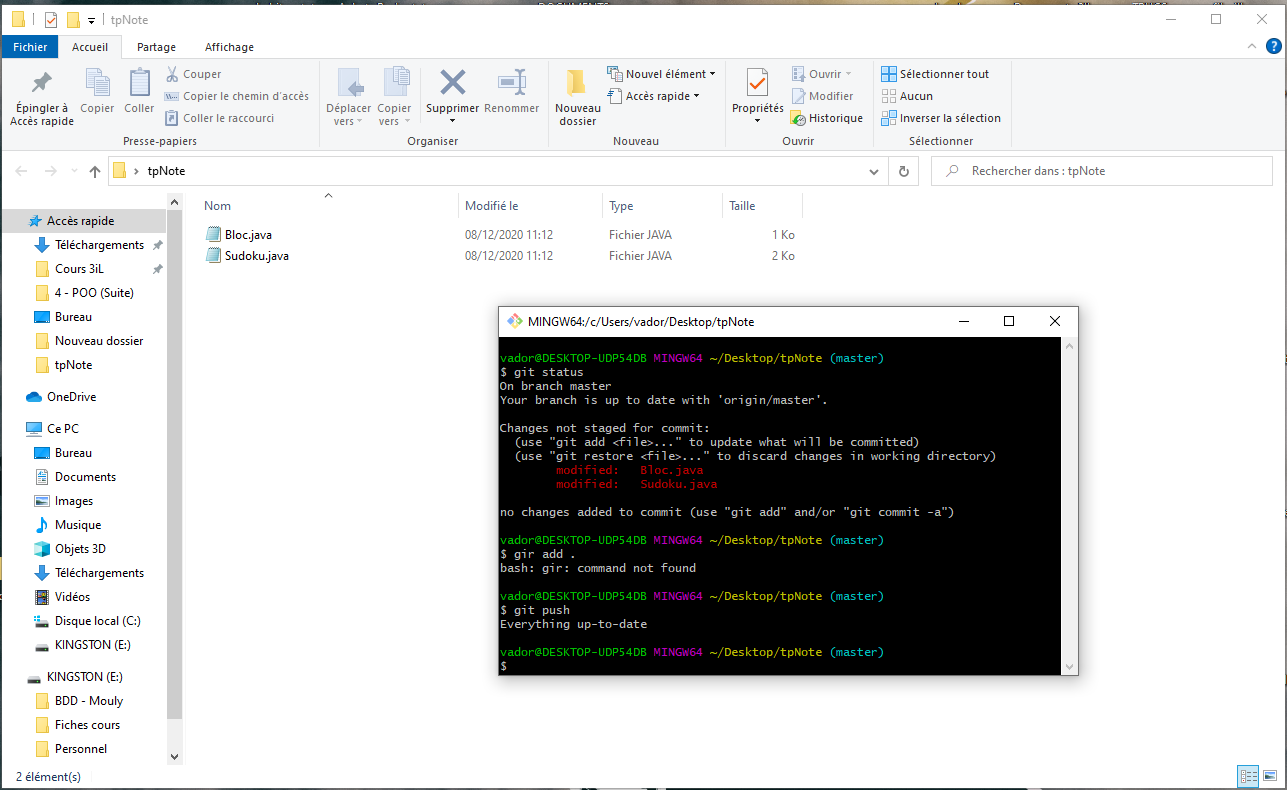 tpNote
Fichier Accueil Partage Affichage
Épingler à Accès rapide
Copier
Coller
Couper
Copier le chemin d'accès
Coller le raccourci
Presse-papiers
Déplacer vers
Copier vers
Supprimer
Renommer
Organiser
Nouveau dossier
Nouvel élément
Accès rapide
Nouveau
Propriétés
Ouvrir
Modifier
Historique
Ouvrir
Sélectionner tout
Aucun
Inverser la sélection
Sélectionner
tpNote
Rechercher dans : tpNote
Accès rapide
Téléchargements
Cours 3iL
4 - POO (Suite)
Bureau
Nouveau dossier
tpNote
OneDrive
Ce PC
Bureau
Documents
Images
Musique
Objets 3D
Téléchargements
Vidéos
Disque local (C:)
KINGSTON (E:)
KINGSTON (E:)
BDD - Mouly
Fiches cours
Personnel
Nom Modifié le Type Taille
Bloc.java 08/12/2020 11:12 Fichier JAVA 1 Ko
Sudoku.java 08/12/2020 11:12 Fichier JAVA 2 Ko
MINGW64:/c/Users/vador/Desktop/tpNote
vador@DESKTOP-UDP54DB MINGW64 ~/Desktop/tpNote (master)
$ git status
On branch master
Your branch is up to date with 'origin/master'.
Changes not staged for commit:
(use "git add <file>..." to update what will be committed)
(use "git restore <file>..." to discard changes in working directory)
modified: Bloc.java
modified: Sudoku.java
no changes added to commit (use "git add" and/or "git commit -a")
vador@DESKTOP-UDP54DB MINGW64 ~/Desktop/tpNote (master)
$ gir add .
bash: gir: command not found
vador@DESKTOP-UDP54DB MINGW64 ~/Desktop/tpNote (master)
$ git push
Everything up-to-date
vador@DESKTOP-UDP54DB MINGW64 ~/Desktop/tpNote (master)
$
2 élément(s)